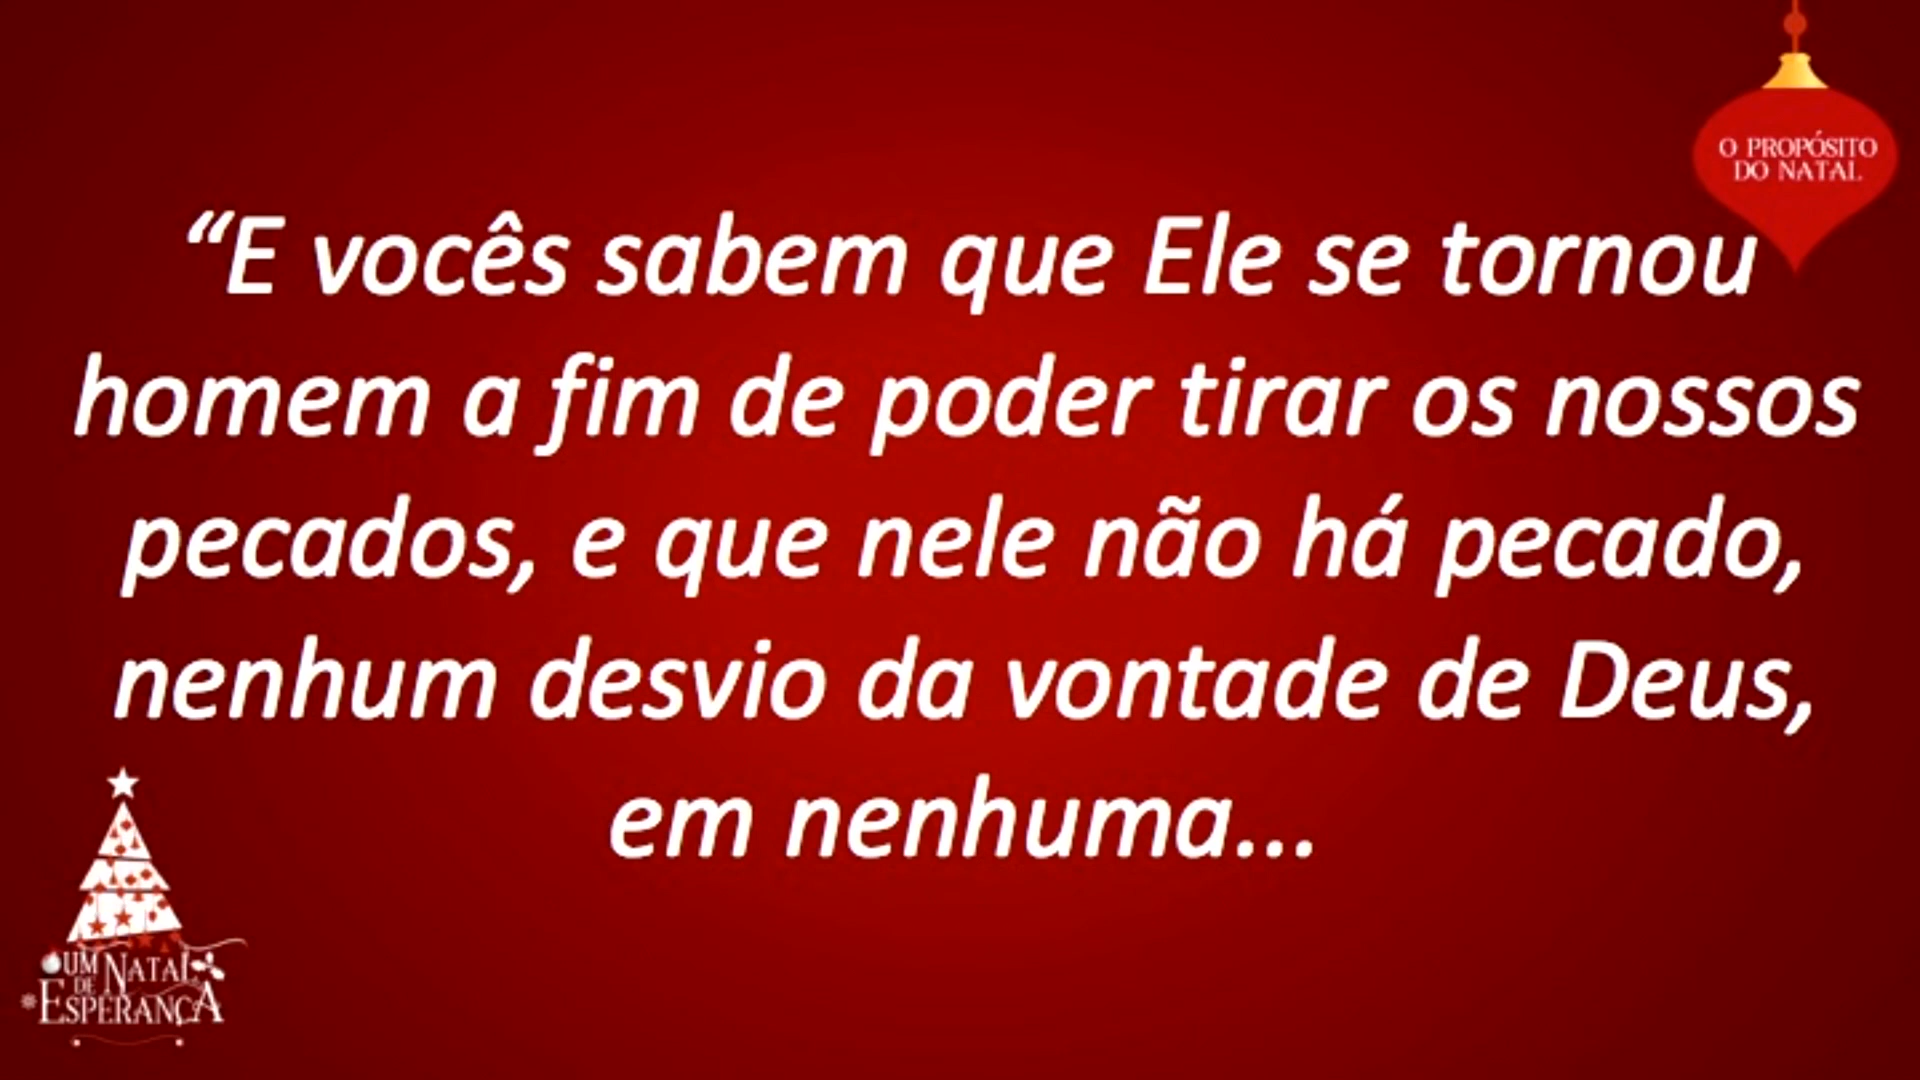 O PROPÓSITO
DO NATAL
“E vocês sabem que Ele se tornou
homem a fim de poder tirar os nossos
pecados, e que nele não há pecado,
nenhum desvio da vontade de Deus,
em nenhuma...
UM NATAL
DE
ESPERANÇA